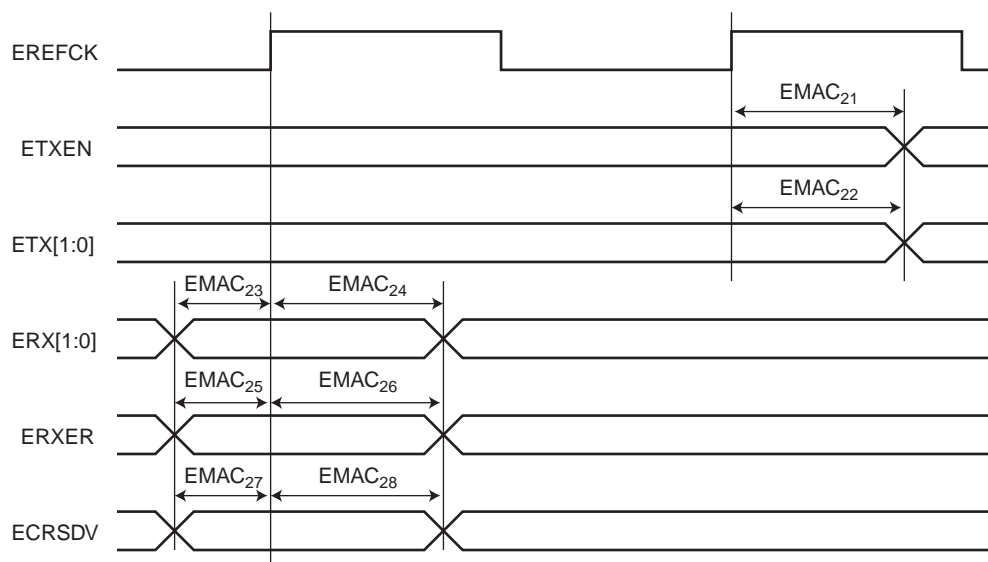 EREFCK
EMAC21
ETXEN
EMAC22
ETX[1:0]
EMAC23 EMAC24
ERX[1:0]
EMAC25 EMAC26
ERXER
EMAC27 EMAC28
ECRSDV